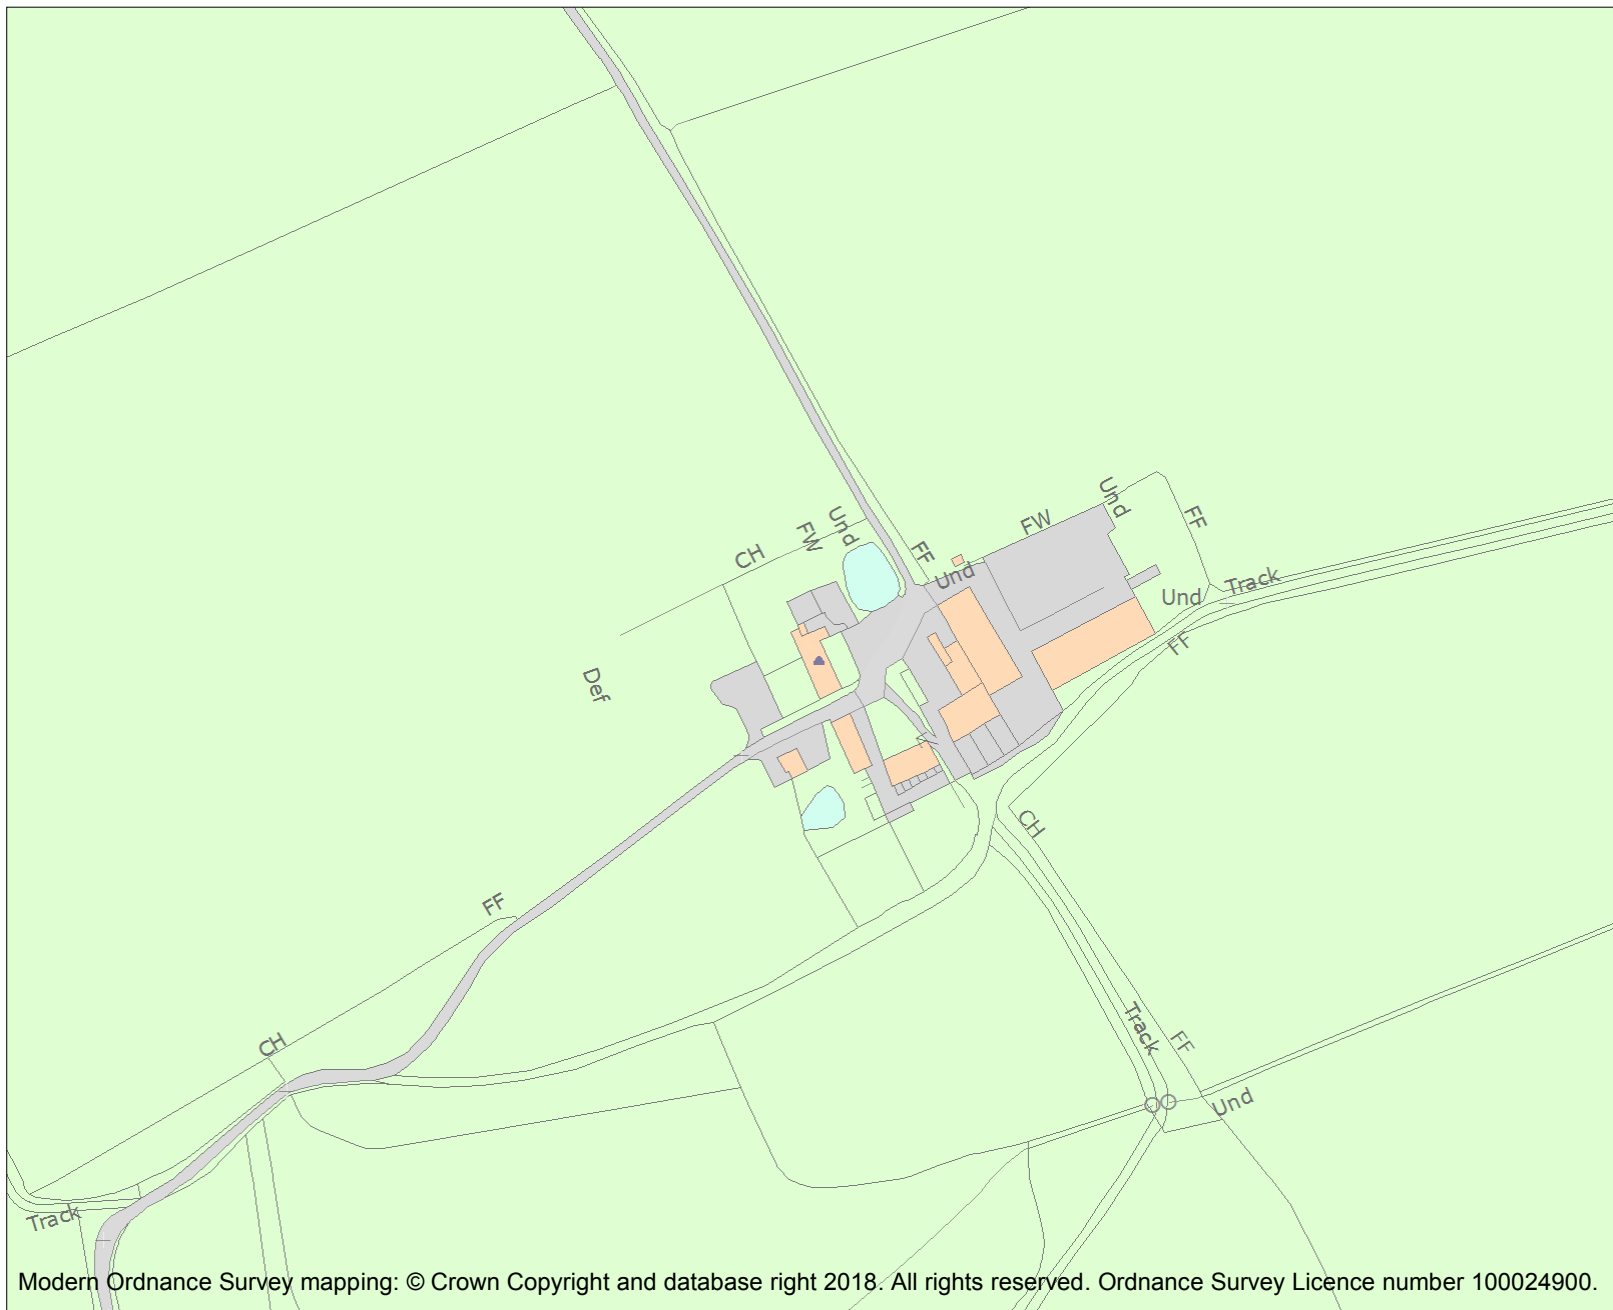 Und
FW
Und
FF
FW
CH
FF
Und
Track
Und
FF
Def
CH
FF
Track
FF
CH
Und
Track
Modern Ordnance Survey mapping: © Crown Copyright and database right 2018. All rights reserved. Ordnance Survey Licence number 100024900.